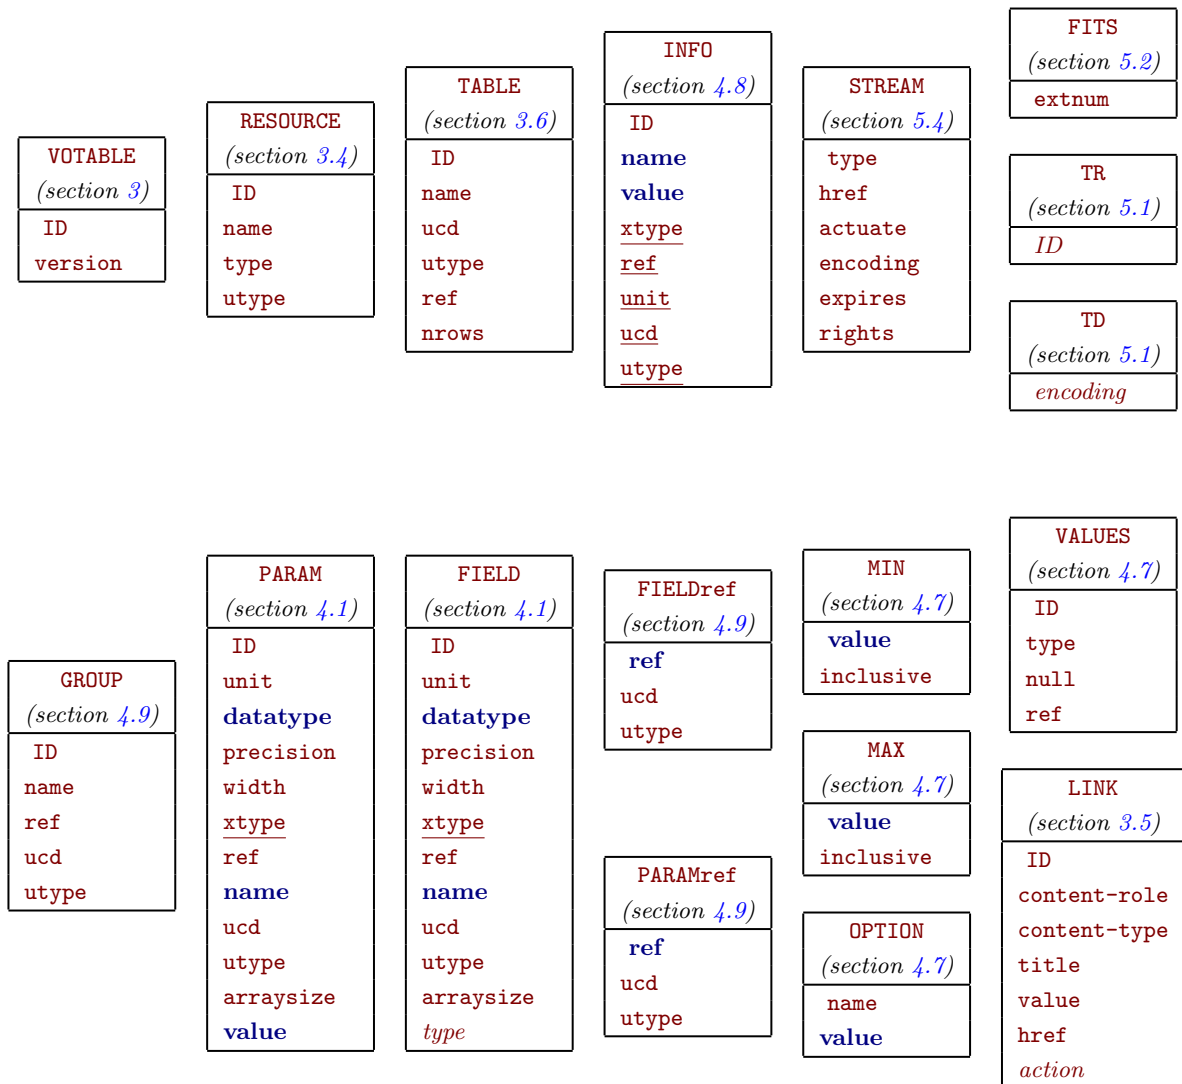 VOTABLE
(section 3)
ID
version
RESOURCE
(section 3.4)
ID
name
type
utype
TABLE
(section 3.6)
ID
name
ucd
utype
ref
nrows
INFO
(section 4.8)
ID
name
value
xtype
ref
unit
ucd
utype
STREAM
(section 5.4)
type
href
actuate
encoding
expires
rights
FITS
(section 5.2)
extnum
TR
(section 5.1)
ID
TD
(section 5.1)
encoding
GROUP
(section 4.9)
ID
name
ref
ucd
utype
PARAM
(section 4.1)
ID
unit
datatype
precision
width
xtype
ref
name
ucd
utype
arraysize
value
FIELD
(section 4.1)
ID
unit
datatype
precision
width
xtype
ref
name
ucd
utype
arraysize
type
FIELDref
(section 4.9)
ref
ucd
utype
PARAMref
(section 4.9)
ref
ucd
utype
MIN
(section 4.7)
value
inclusive
MAX
(section 4.7)
value
inclusive
OPTION
(section 4.7)
name
value
VALUES
(section 4.7)
ID
type
null
ref
LINK
(section 3.5)
ID
content-role
content-type
title
value
href
action